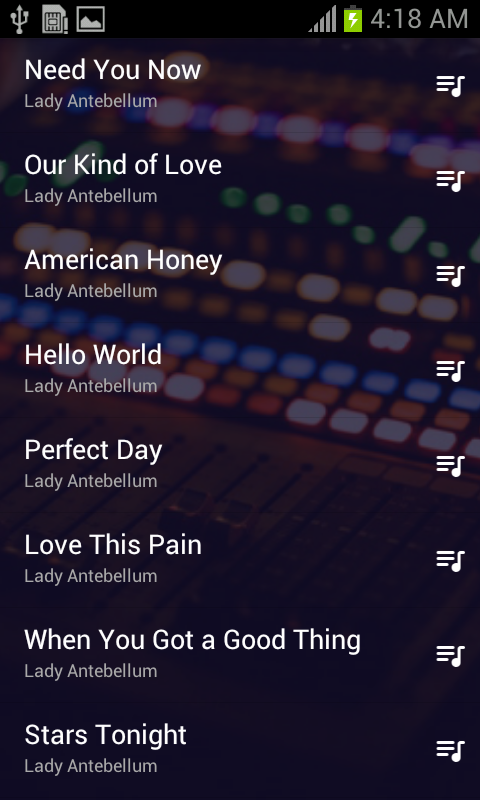 4:18 AM
Need You Now
Lady Antebellum
Our Kind of Love
Lady Antebellum
American Honey
Lady Antebellum
Hello World
Lady Antebellum
Perfect Day
Lady Antebellum
Love This Pain
Lady Antebellum
When You Got a Good Thing
Lady Antebellum
Stars Tonight
Lady Antebellum